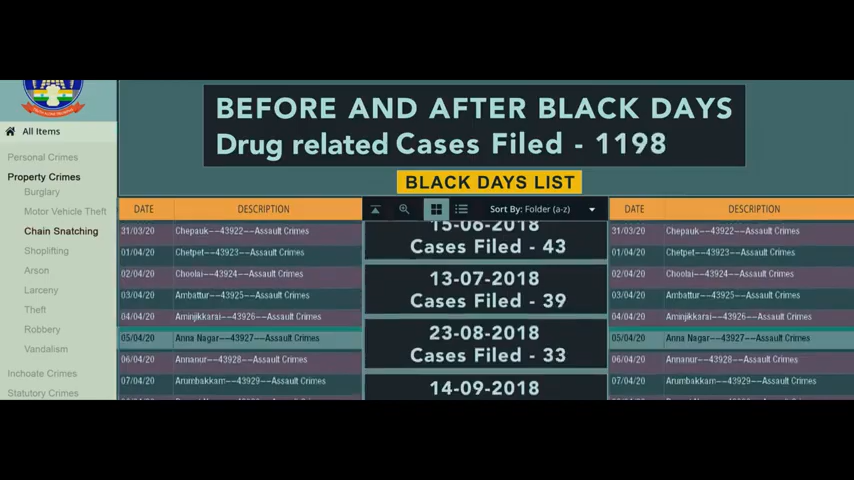 BEFORE AND AFTER BLACK DAYS
Drug related Cases Filed - 1198
BLACK DAYS LIST
All Items
Personal Crimes
Property Crimes
Burglary
Motor Vehicle Theft
Chain Snatching
Shoplifting
Arson
Larceny
Theft
Robbery
Vandalism
Inchoate Crimes
Statutory Crimes
DATE DESCRIPTION
31/03/20 Chepauk--43922--Assault Crimes
01/04/20 Chetpet--43923--Assault Crimes
02/04/20 Choolai--43924--Assault Crimes
03/04/20 Ambattur--43925--Assault Crimes
04/04/20 Aminjikkarai--43926--Assault Crimes
05/04/20 Anna Nagar--43927--Assault Crimes
06/04/20 Annanur--43928--Assault Crimes
07/04/20 Arumbakkam--43929--Assault Crimes
Sort By: Folder (a-z)
15-06-2018
Cases Filed - 43
13-07-2018
Cases Filed - 39
23-08-2018
Cases Filed - 33
14-09-2018
DATE DESCRIPTION
31/03/20 Chepauk--43922--Assault Crimes
01/04/20 Chetpet--43923--Assault Crimes
02/04/20 Choolai--43924--Assault Crimes
03/04/20 Ambattur--43925--Assault Crimes
04/04/20 Aminjikkarai--43926--Assault Crimes
05/04/20 Anna Nagar--43927--Assault Crimes
06/04/20 Annanur--43928--Assault Crimes
07/04/20 Arumbakkam--43929--Assault Crimes